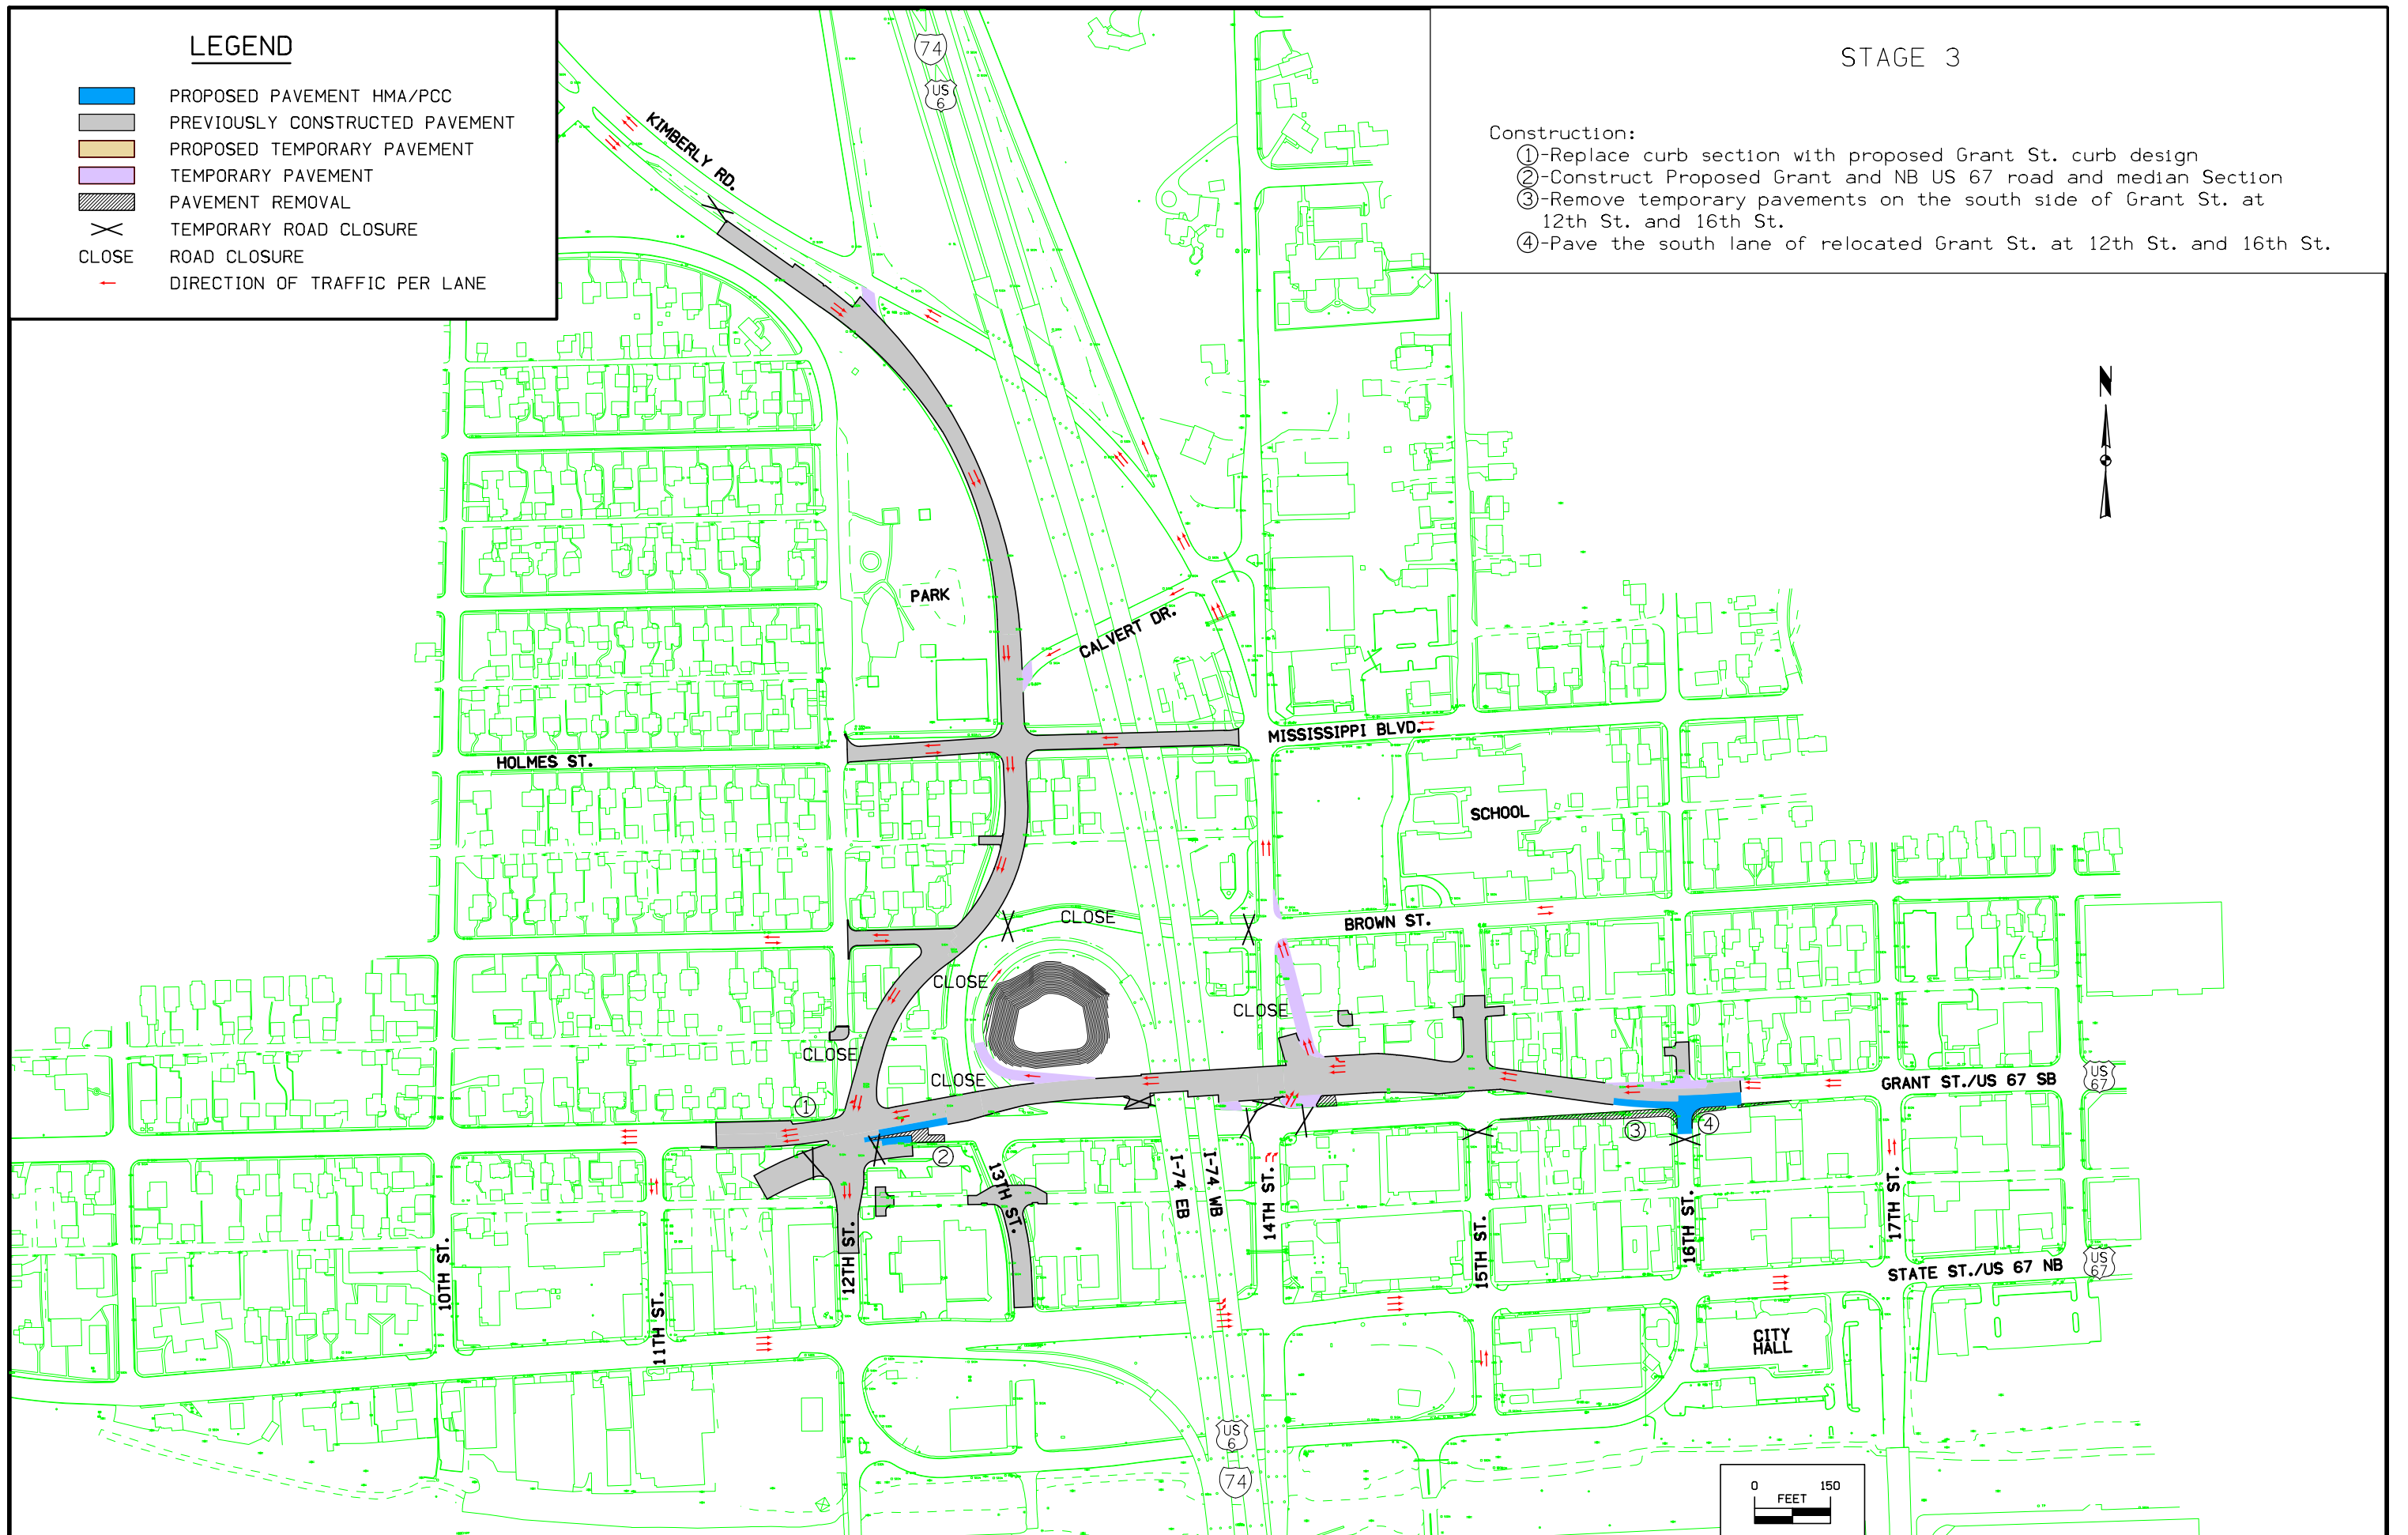 LEGEND
PROPOSED PAVEMENT HMA/PCC
PREVIOUSLY CONSTRUCTED PAVEMENT
PROPOSED TEMPORARY PAVEMENT
TEMPORARY PAVEMENT
PAVEMENT REMOVAL
TEMPORARY ROAD CLOSURE
CLOSE ROAD CLOSURE
DIRECTION OF TRAFFIC PER LANE
STAGE 3
Construction:
①-Replace curb section with proposed Grant St. curb design
②-Construct Proposed Grant and NB US 67 road and median Section
③-Remove temporary pavements on the south side of Grant St. at
12th St. and 16th St.
④-Pave the south lane of relocated Grant St. at 12th St. and 16th St.
74
US
6
KIMBERLY RD.
N
PARK
CALVERT DR.
MISSISSIPPI BLVD.
HOLMES ST.
SCHOOL
CLOSE
BROWN ST.
CLOSE
CLOSE
CLOSE
CLOSE
GRANT ST./US 67 SB
US
67
①
②
③
④
13TH ST.
I-74 EB
I-74 WB
14TH ST.
15TH ST.
16TH ST.
17TH ST.
10TH ST.
11TH ST.
12TH ST.
STATE ST./US 67 NB
US
67
CITY
HALL
US
6
74
0 150
FEET